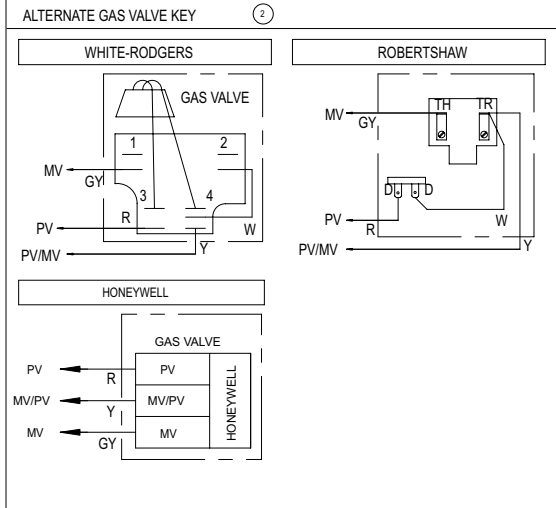 ALTERNATE GAS VALVE KEY 2
WHITE-RODGERS
GAS VALVE
1 2
MV
GY
3 4
R
W
PV
Y
PV/MV
ROBERTSHAW
TH TR
MV
GY
D D
PV
R
W
PV/MV
Y
HONEYWELL
GAS VALVE
PV R PV
MV/PV Y MV/PV
MV GY MV
HONEYWELL